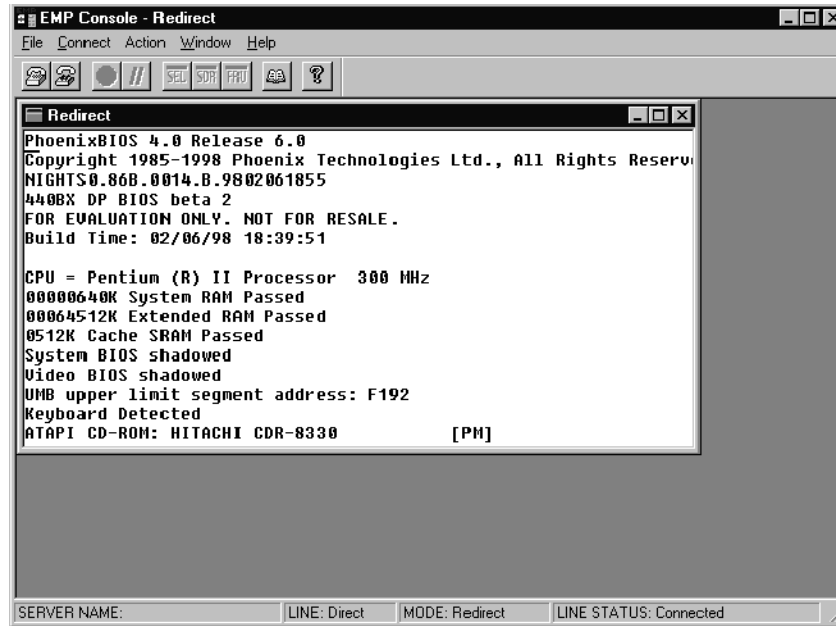 EMP Console - Redirect
File Connect Action Window Help
SEL SDR FRU
Redirect
PhoenixBIOS 4.0 Release 6.0
Copyright 1985-1998 Phoenix Technologies Ltd., All Rights Reserv
NIGHTS0.86B.0014.B.9802061855
440BX DP BIOS beta 2
FOR EVALUATION ONLY. NOT FOR RESALE.
Build Time: 02/06/98 18:39:51
CPU = Pentium (R) II Processor 300 MHz
00000640K System RAM Passed
00064512K Extended RAM Passed
0512K Cache SRAM Passed
System BIOS shadowed
Video BIOS shadowed
UMB upper limit segment address: F192
Keyboard Detected
ATAPI CD-ROM: HITACHI CDR-8330 [PM]
SERVER NAME: LINE: Direct MODE: Redirect LINE STATUS: Connected